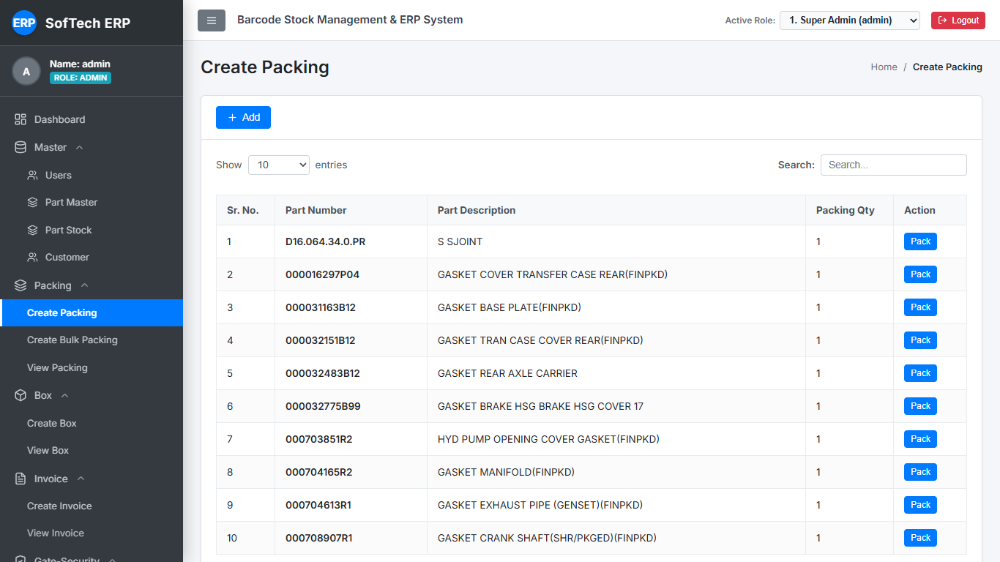 ERP SofTech ERP
A
Name: admin
ROLE: ADMIN
Dashboard
Master
Users
Part Master
Part Stock
Customer
Packing
Create Packing
Create Bulk Packing
View Packing
Box
Create Box
View Box
Invoice
Create Invoice
View Invoice
Gate-Security
Barcode Stock Management & ERP System
Active Role: 1. Super Admin (admin) Logout
Create Packing
Home / Create Packing
+ Add
Show 10 entries
Search: Search...
Sr. No. Part Number Part Description Packing Qty Action
1 D16.064.34.0.PR S SJOINT 1 Pack
2 000016297P04 GASKET COVER TRANSFER CASE REAR(FINPKD) 1 Pack
3 000031163B12 GASKET BASE PLATE(FINPKD) 1 Pack
4 000032151B12 GASKET TRAN CASE COVER REAR(FINPKD) 1 Pack
5 000032483B12 GASKET REAR AXLE CARRIER 1 Pack
6 000032775B99 GASKET BRAKE HSG BRAKE HSG COVER 17 1 Pack
7 000703851R2 HYD PUMP OPENING COVER GASKET(FINPKD) 1 Pack
8 000704165R2 GASKET MANIFOLD(FINPKD) 1 Pack
9 000704613R1 GASKET EXHAUST PIPE (GENSET)(FINPKD) 1 Pack
10 000708907R1 GASKET CRANK SHAFT(SHR/PKGED)(FINPKD) 1 Pack